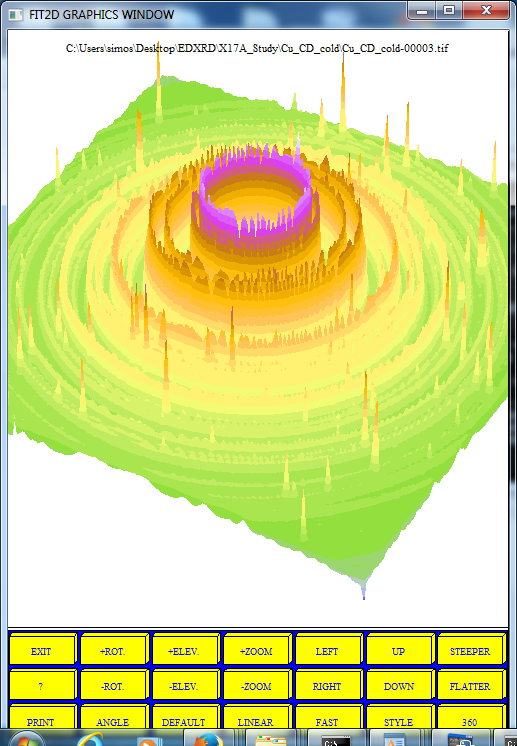 FIT2D GRAPHICS WINDOW
C:\Users\simos\Desktop\EDXRD\X17A_Study\Cu_CD_cold\Cu_CD_cold-00003.tif
EXIT +ROT. +ELEV. +ZOOM LEFT UP STEEPER
? -ROT. -ELEV. -ZOOM RIGHT DOWN FLATTER
PRINT ANGLE DEFAULT LINEAR FAST STYLE 360